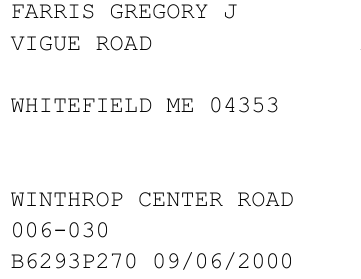 FARRIS GREGORY J
VIGUE ROAD
WHITEFIELD ME 04353
WINTHROP CENTER ROAD
006-030
B6293P270 09/06/2000